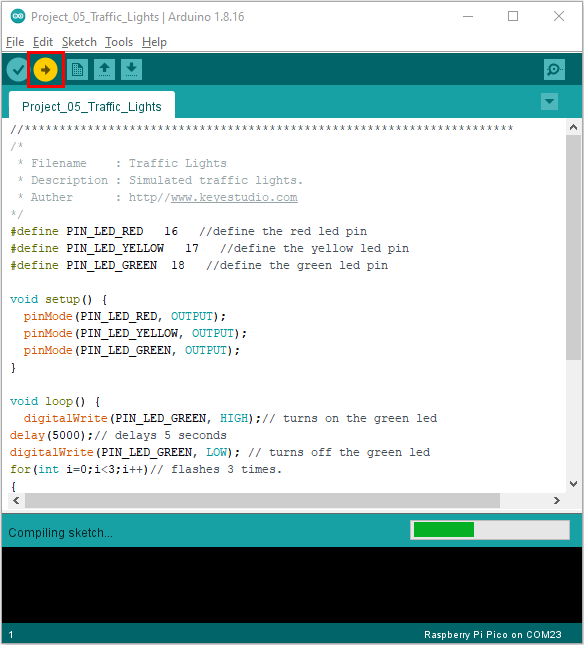 Project_05_Traffic_Lights | Arduino 1.8.16
File Edit Sketch Tools Help
Project_05_Traffic_Lights
//**********************************************************************
/*
 * Filename    : Traffic Lights
 * Description : Simulated traffic lights.
 * Auther      : http//www.keyestudio.com
*/
#define PIN_LED_RED   16   //define the red led pin
#define PIN_LED_YELLOW   17   //define the yellow led pin
#define PIN_LED_GREEN  18   //define the green led pin
void setup() {
  pinMode(PIN_LED_RED, OUTPUT);
  pinMode(PIN_LED_YELLOW, OUTPUT);
  pinMode(PIN_LED_GREEN, OUTPUT);
}
void loop() {
  digitalWrite(PIN_LED_GREEN, HIGH);// turns on the green led
delay(5000);// delays 5 seconds
digitalWrite(PIN_LED_GREEN, LOW); // turns off the green led
for(int i=0;i<3;i++)// flashes 3 times.
{
Compiling sketch...
1 Raspberry Pi Pico on COM23